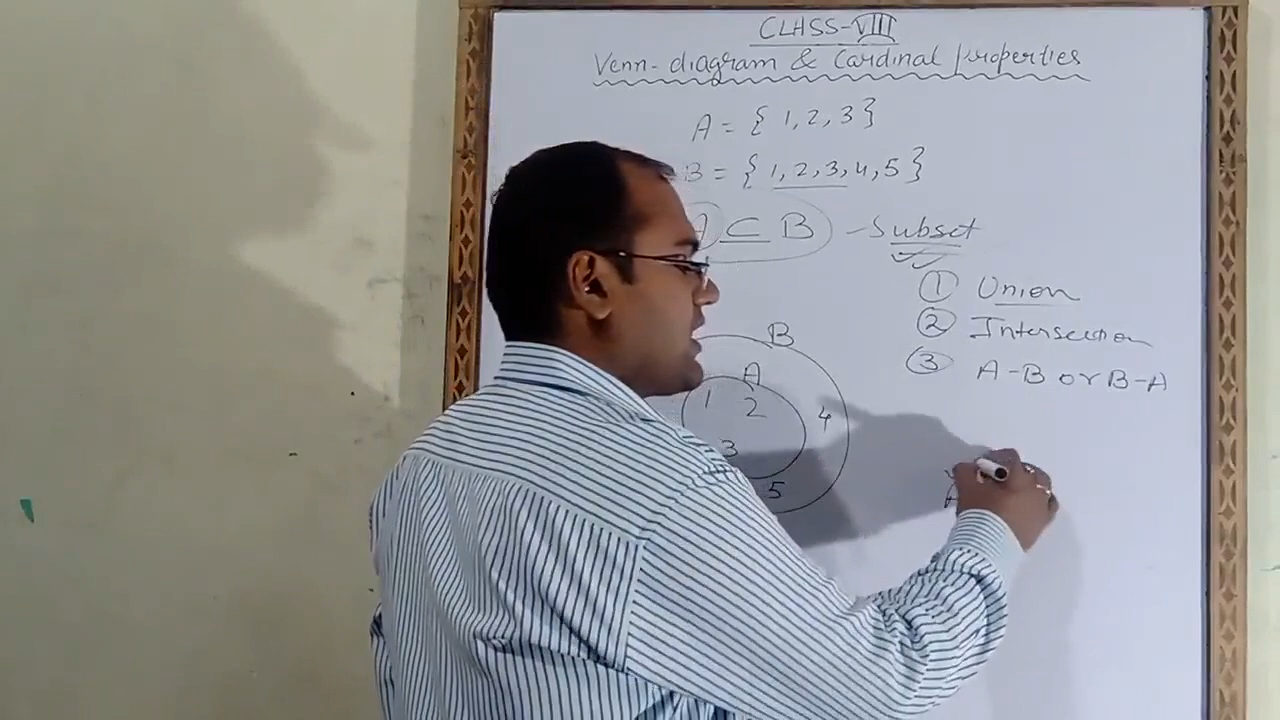 CLASS-VIII
Venn-diagram & Cardinal properties
A = { 1, 2, 3 }
B = { 1, 2, 3, 4, 5 }
A ⊂ B - Subset
① Union
② Intersection
③ A-B or B-A
B
A
1
2
4
3
5